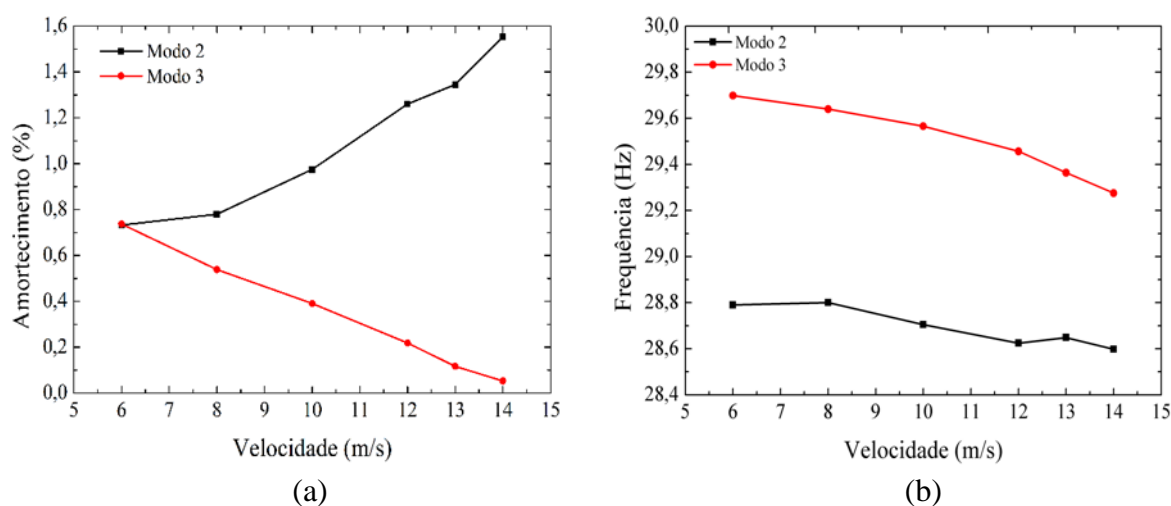 Modo 2
Modo 3
Amortecimento (%)
1,6
1,4
1,2
1,0
0,8
0,6
0,4
0,2
0,0
5 6 7 8 9 10 11 12 13 14 15
Velocidade (m/s)
(a)
Modo 2
Modo 3
Frequência (Hz)
30,0
29,8
29,6
29,4
29,2
29,0
28,8
28,6
28,4
5 6 7 8 9 10 11 12 13 14 15
Velocidade (m/s)
(b)